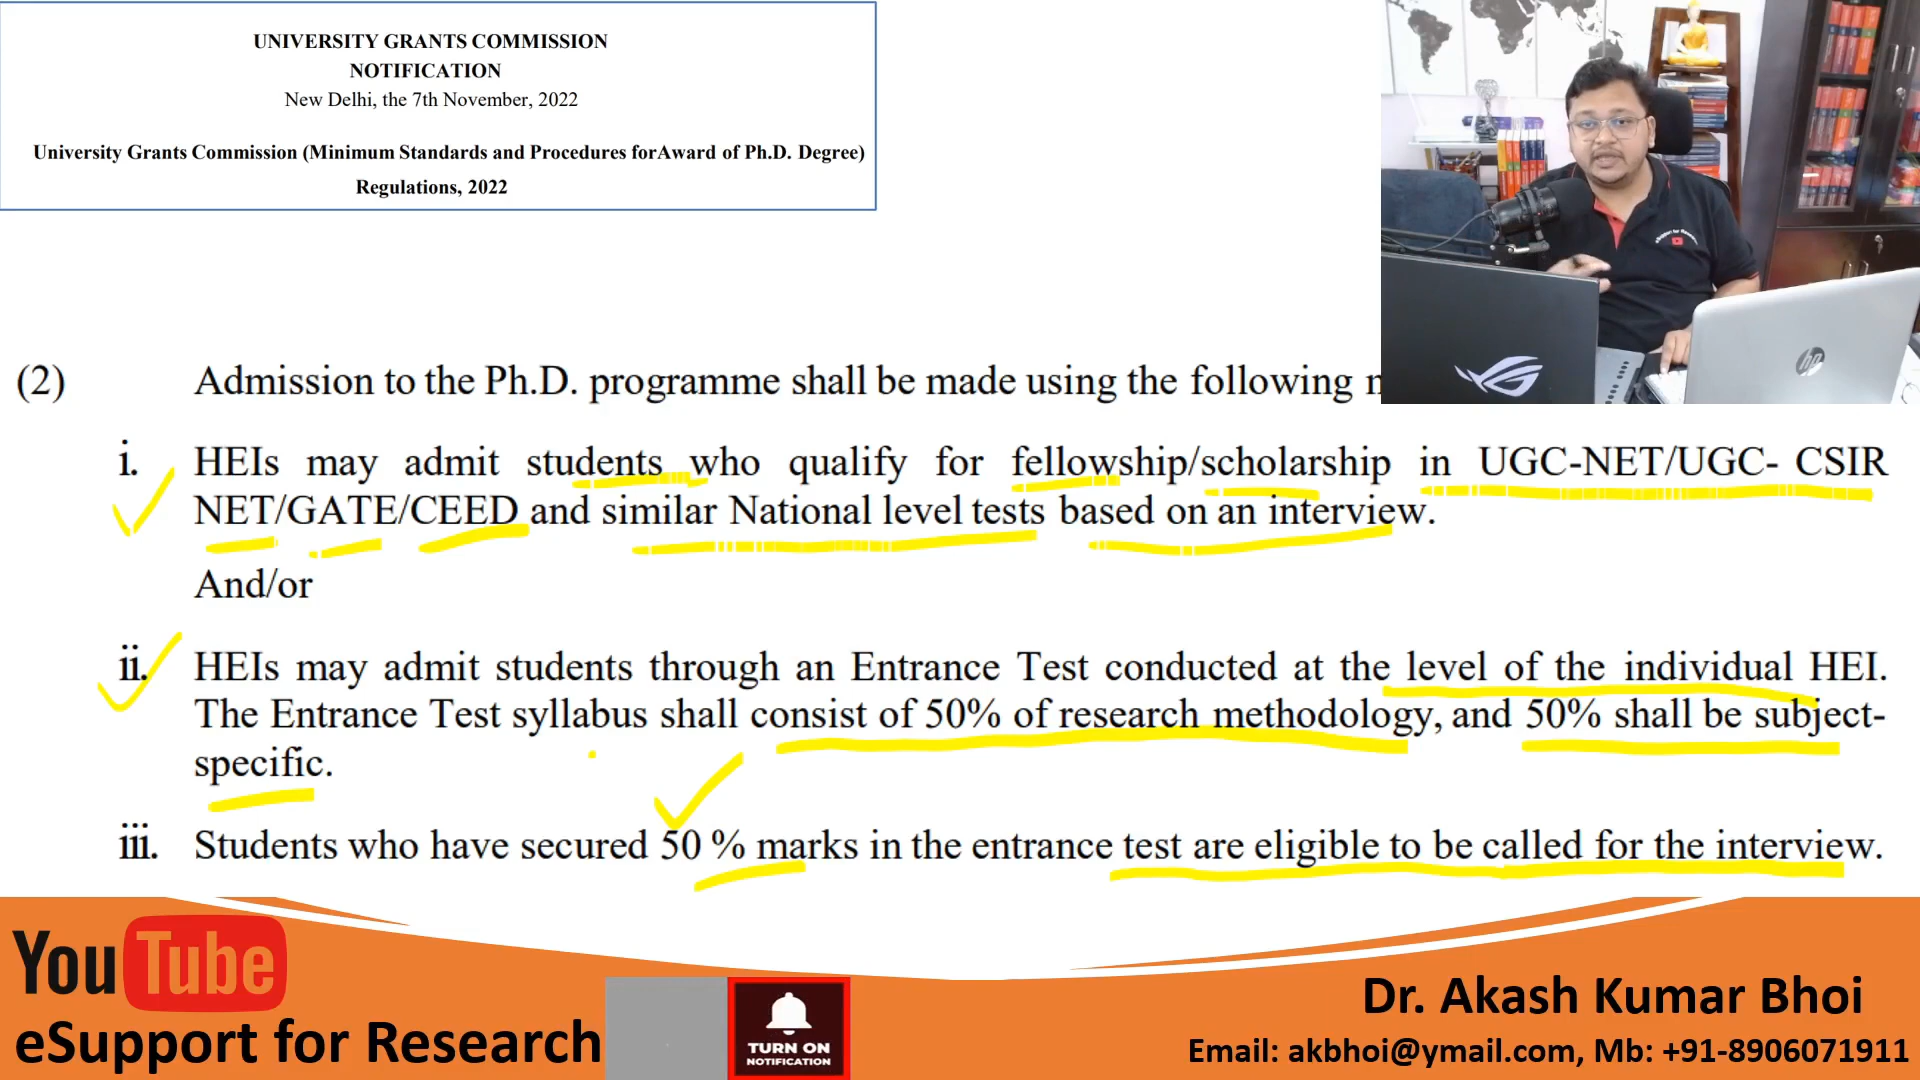 UNIVERSITY GRANTS COMMISSION
NOTIFICATION
New Delhi, the 7th November, 2022
University Grants Commission (Minimum Standards and Procedures forAward of Ph.D. Degree)
Regulations, 2022
(2) Admission to the Ph.D. programme shall be made using the following
i. HEIs may admit students who qualify for fellowship/scholarship in UGC-NET/UGC- CSIR
NET/GATE/CEED and similar National level tests based on an interview.
And/or
ii. HEIs may admit students through an Entrance Test conducted at the level of the individual HEI.
The Entrance Test syllabus shall consist of 50% of research methodology, and 50% shall be subject-
specific.
iii. Students who have secured 50 % marks in the entrance test are eligible to be called for the interview.
YouTube
eSupport for Research
TURN ON
NOTIFICATION
Dr. Akash Kumar Bhoi
Email: akbhoi@ymail.com, Mb: +91-8906071911
hp